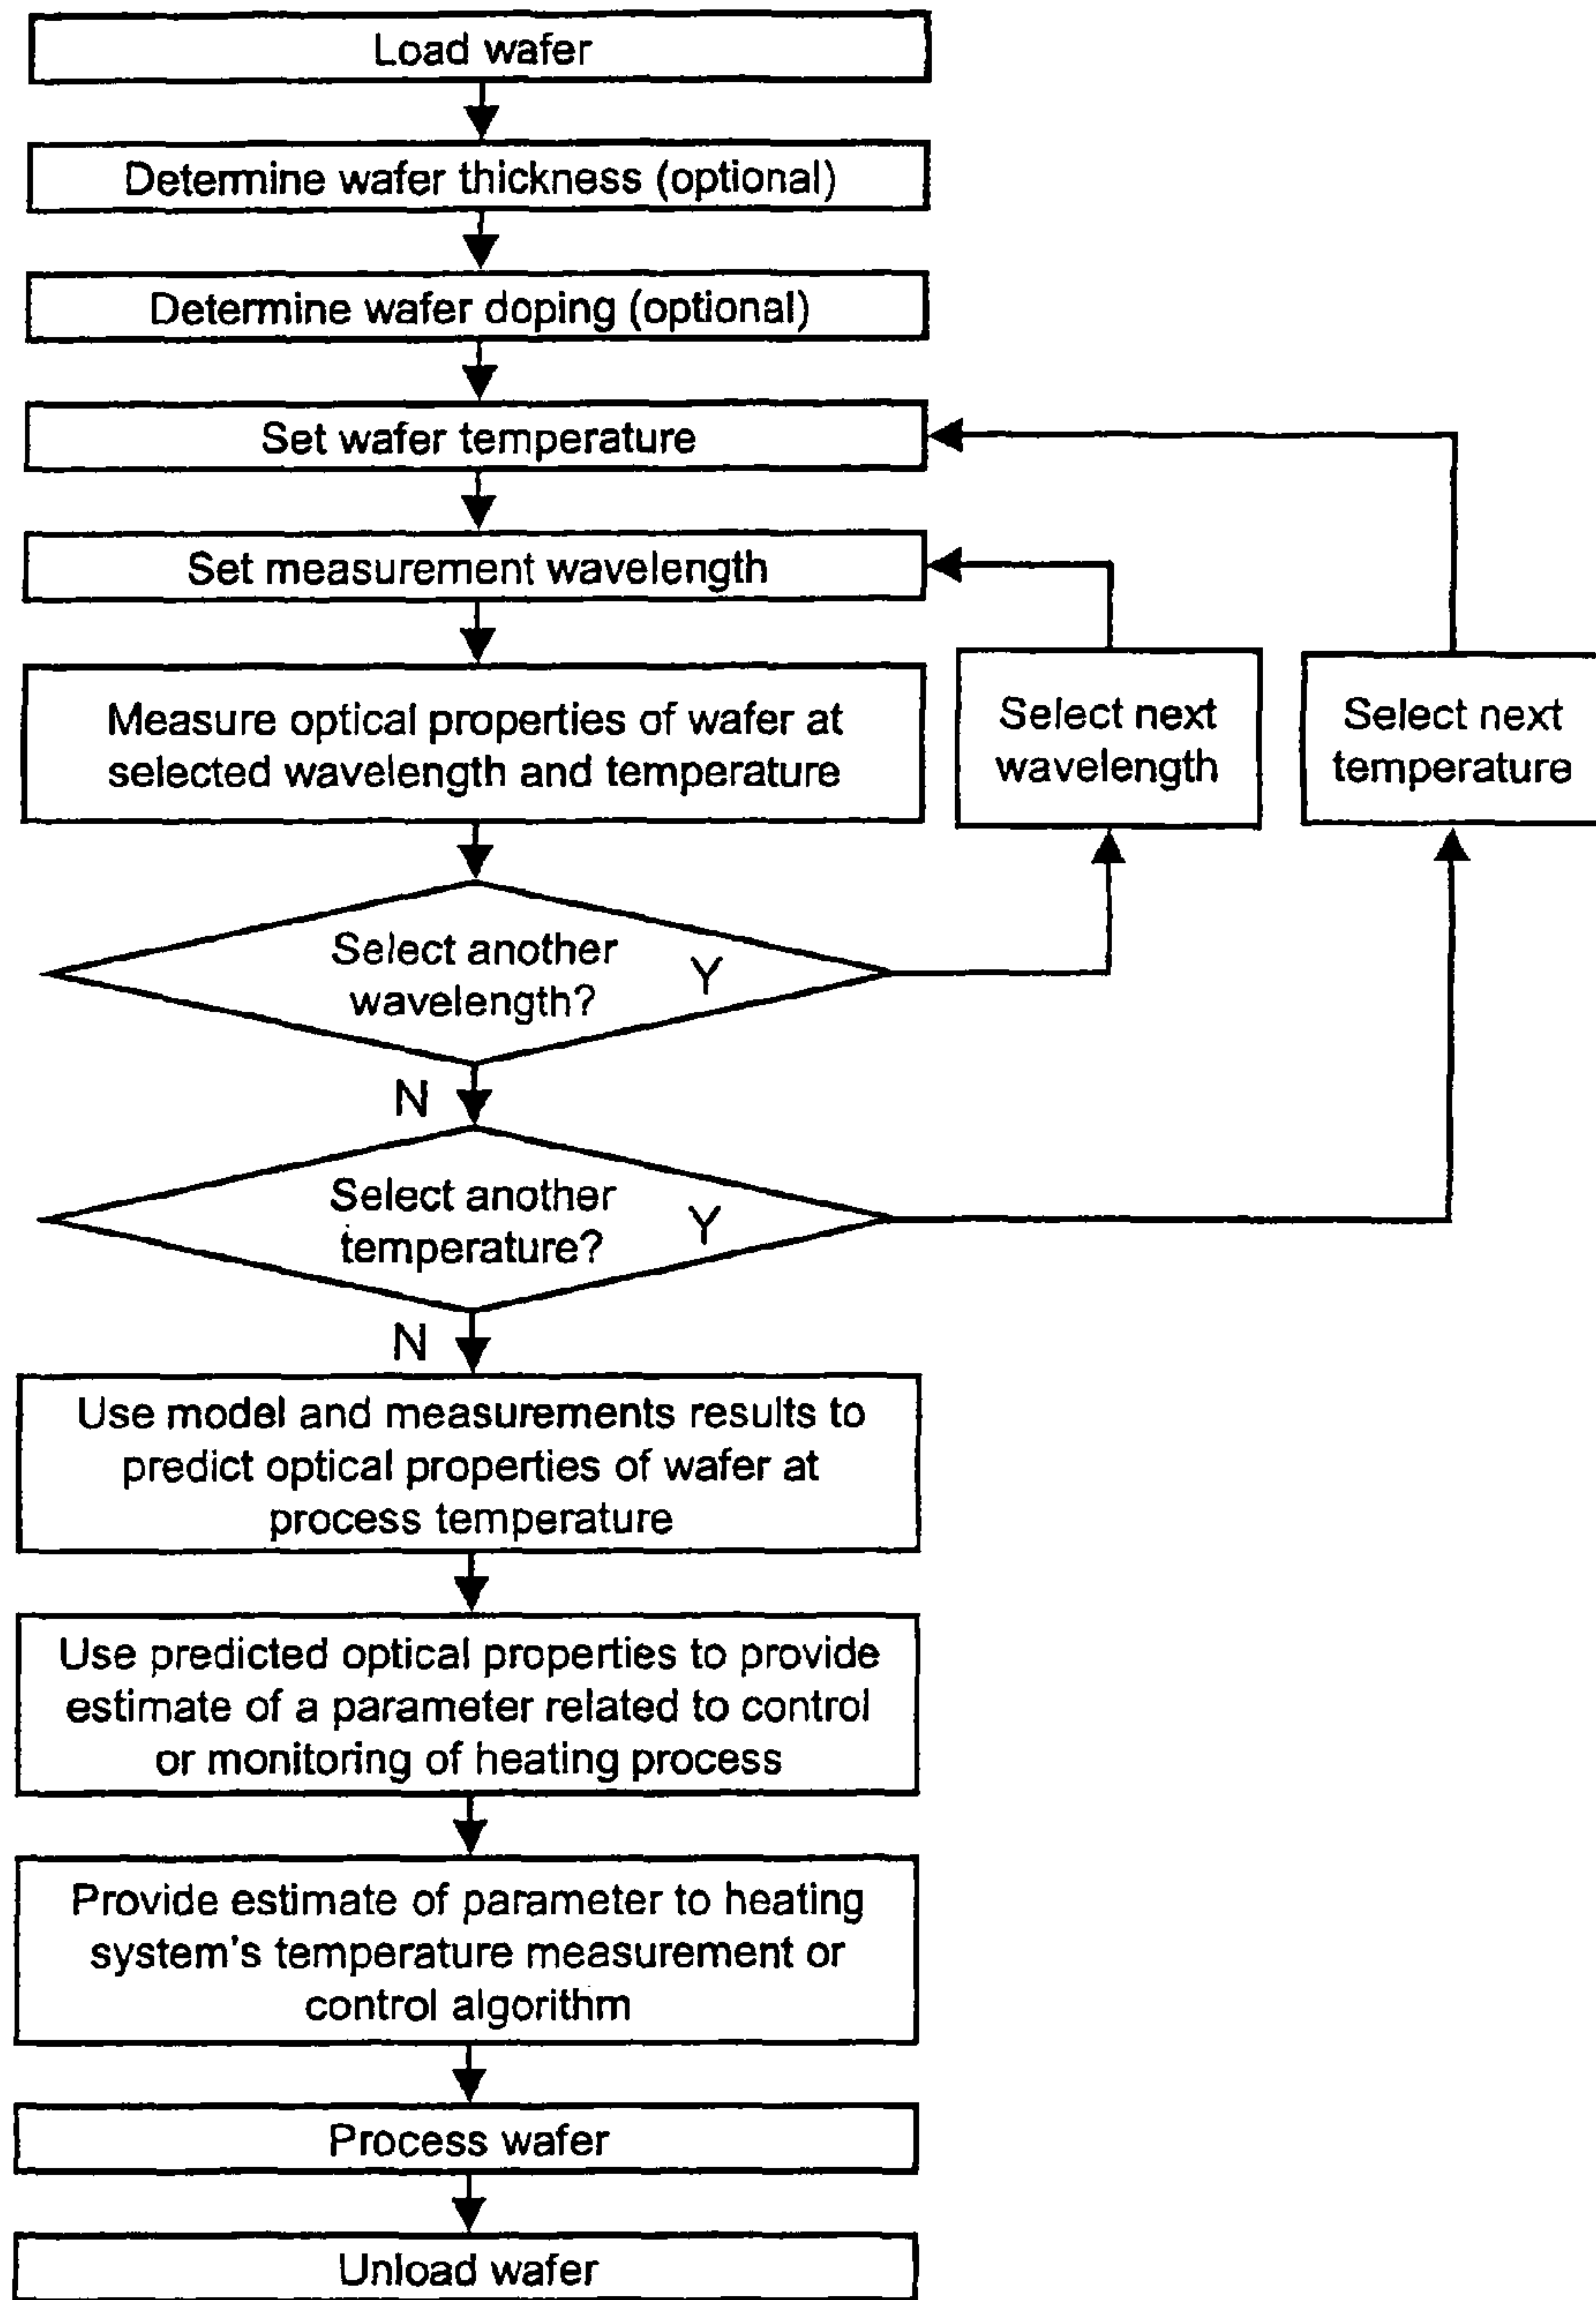 Load wafer
Determine wafer thickness (optional)
Determine wafer doping (optional)
Set wafer temperature
Set measurement wavelength
Measure optical properties of wafer at
selected wavelength and temperature
Select next
wavelength
Select next
temperature
Select another
wavelength?
Y
N
Select another
temperature?
Y
N
Use model and measurements results to
predict optical properties of wafer at
process temperature
Use predicted optical properties to provide
estimate of a parameter related to control
or monitoring of heating process
Provide estimate of parameter to heating
system's temperature measurement or
control algorithm
Process wafer
Unload wafer